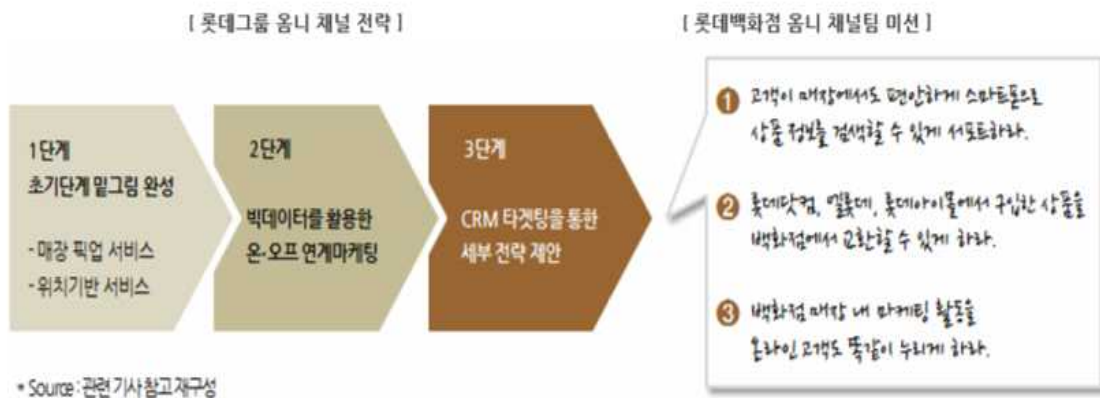 [ 롯데그룹 옴니 채널 전략 ]
[ 롯데백화점 옴니 채널팀 미션 ]
1단계
초기단계 밑그림 완성
- 매장 픽업 서비스
- 위치기반 서비스
2단계
빅데이터를 활용한
온·오프 연계마케팅
3단계
CRM 타겟팅을 통한
세부 전략 제안
1 고객이 매장에서도 편안하게 스마트폰으로
상품 정보를 검색할 수 있게 서포트하라.
2 롯데닷컴, 엘롯데, 롯데아이몰에서 구입한 상품을
백화점에서 교환할 수 있게 하라.
3 백화점 매장 내 마케팅 활동을
온라인 고객도 똑같이 누리게 하라.
* Source : 관련 기사 참고 재구성